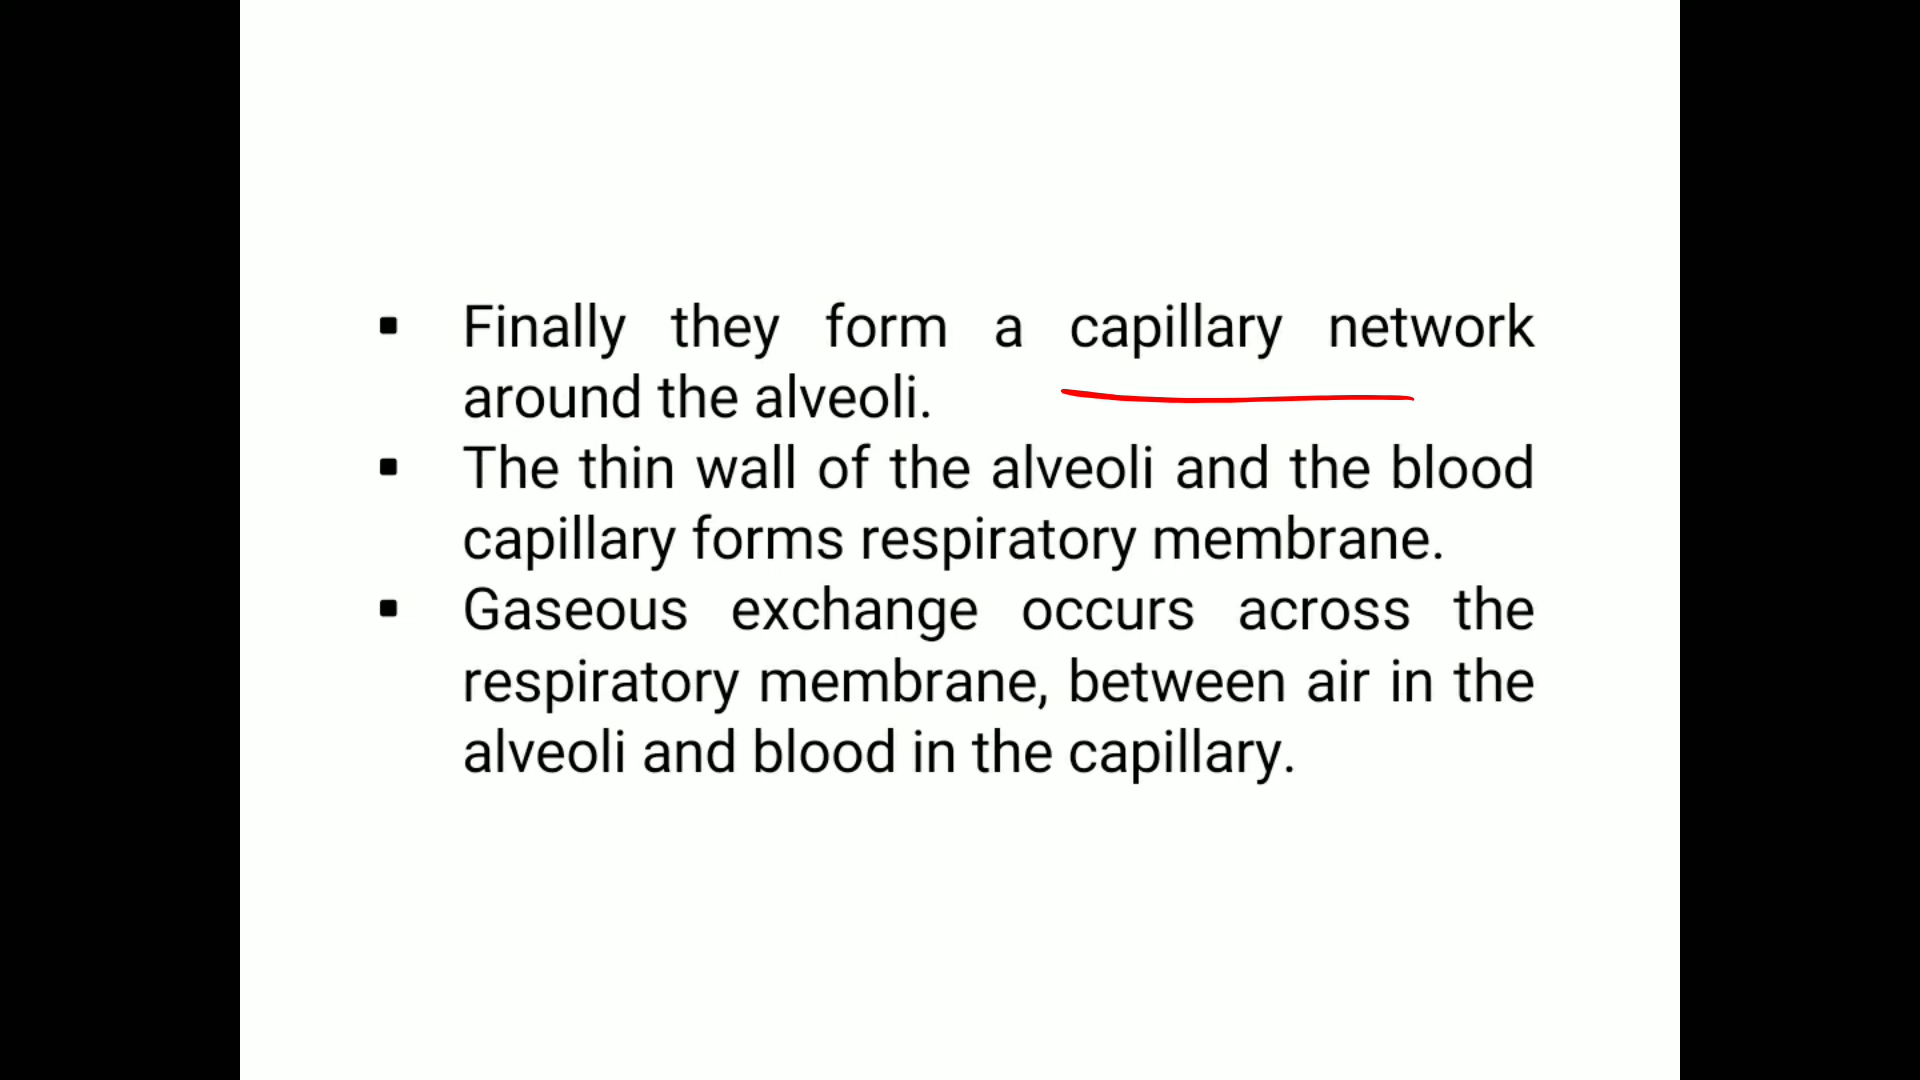 ▪ Finally they form a capillary network
around the alveoli.
▪ The thin wall of the alveoli and the blood
capillary forms respiratory membrane.
▪ Gaseous exchange occurs across the
respiratory membrane, between air in the
alveoli and blood in the capillary.